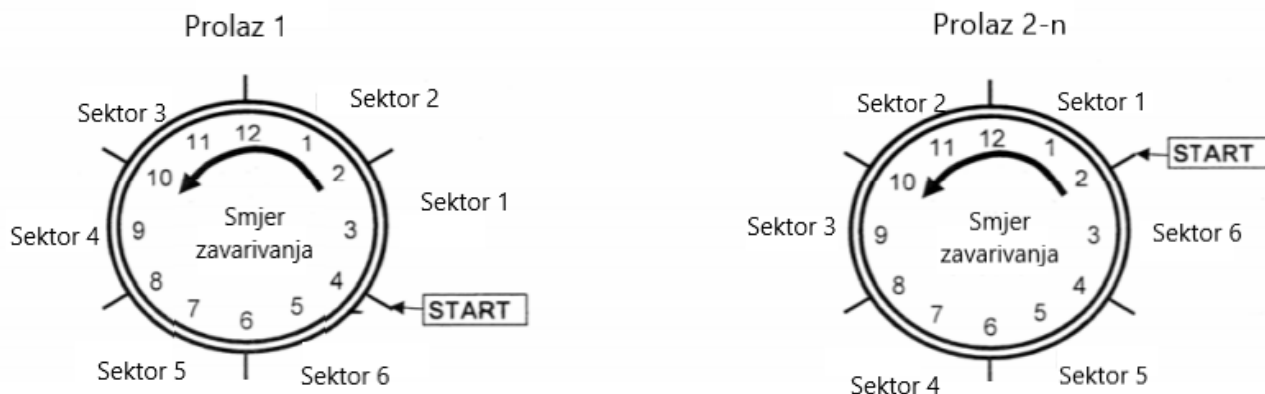 Prolaz 1
Sektor 3
Sektor 2
11
12
1
10
2
Sektor 4
9
Smjer
zavarivanja
3
Sektor 1
8
4
7
6
5
START
Sektor 5
Sektor 6
Prolaz 2-n
Sektor 2
Sektor 1
11
12
1
START
10
2
Sektor 3
9
Smjer
zavarivanja
3
Sektor 6
8
4
7
6
5
Sektor 4
Sektor 5